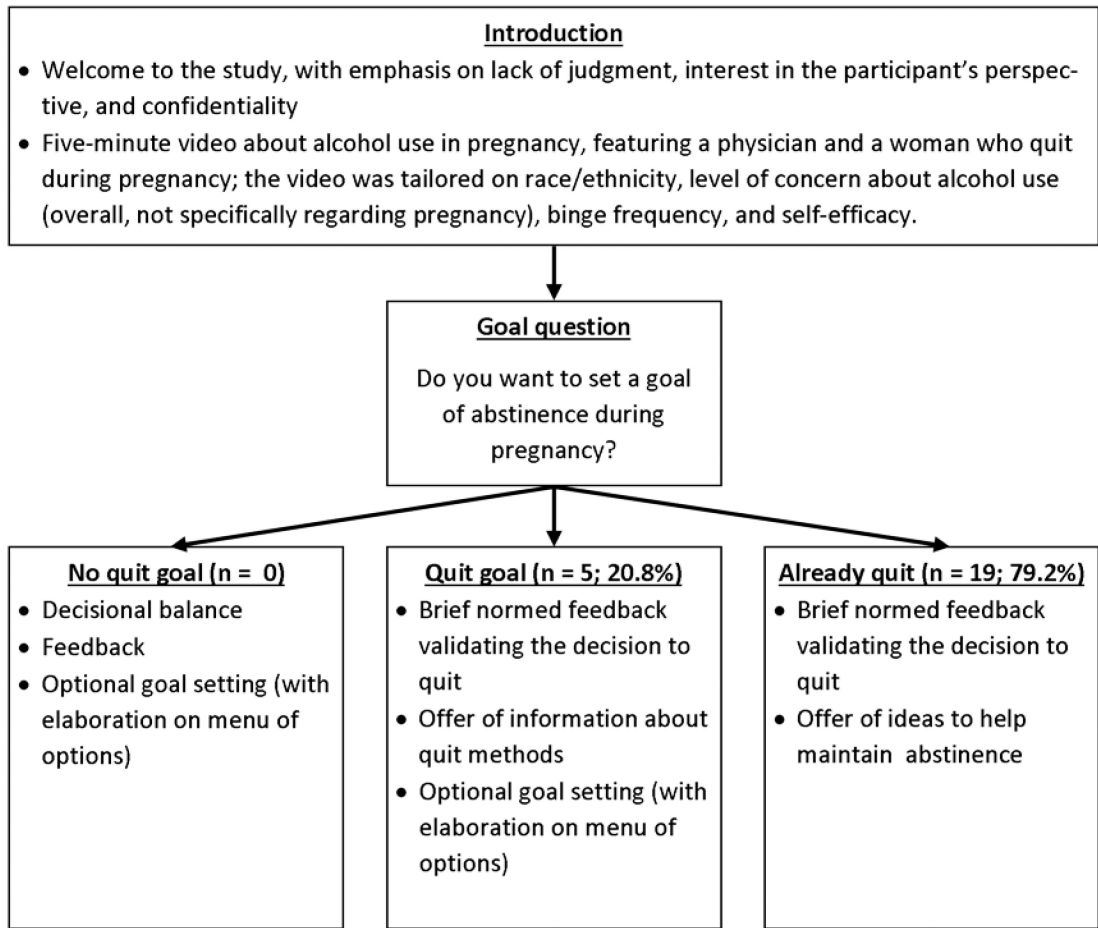 Introduction
• Welcome to the study, with emphasis on lack of judgment, interest in the participant's perspec-
tive, and confidentiality
• Five-minute video about alcohol use in pregnancy, featuring a physician and a woman who quit
during pregnancy; the video was tailored on race/ethnicity, level of concern about alcohol use
(overall, not specifically regarding pregnancy), binge frequency, and self-efficacy.
Goal question
Do you want to set a goal
of abstinence during
pregnancy?
No quit goal (n = 0)
• Decisional balance
• Feedback
• Optional goal setting (with
elaboration on menu of
options)
Quit goal (n = 5; 20.8%)
• Brief normed feedback
validating the decision to
quit
• Offer of information about
quit methods
• Optional goal setting (with
elaboration on menu of
options)
Already quit (n = 19; 79.2%)
• Brief normed feedback
validating the decision to
quit
• Offer of ideas to help
maintain abstinence